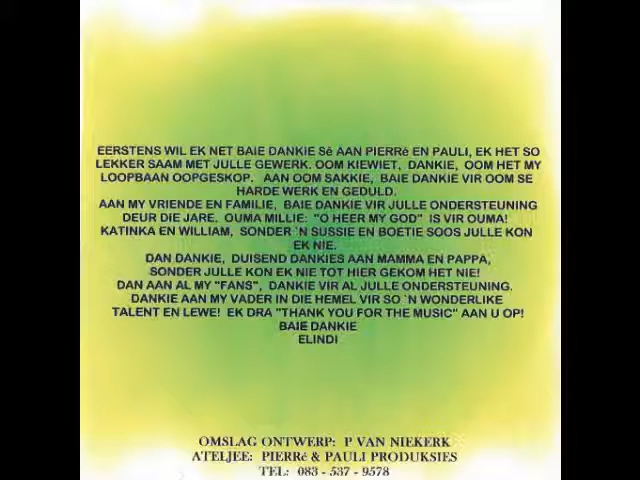 EERSTENS WIL EK NET BAIE DANKIE Sé AAN PIERRé EN PAULI, EK HET SO
LEKKER SAAM MET JULLE GEWERK. OOM KIEWIET, DANKIE, OOM HET MY
LOOPBAAN OOPGESKOP. AAN OOM SAKKIE, BAIE DANKIE VIR OOM SE
HARDE WERK EN GEDULD.
AAN MY VRIENDE EN FAMILIE, BAIE DANKIE VIR JULLE ONDERSTEUNING
DEUR DIE JARE. OUMA MILLIE: "O HEER MY GOD" IS VIR OUMA!
KATINKA EN WILLIAM, SONDER `N SUSSIE EN BOETIE SOOS JULLE KON
EK NIE.
DAN DANKIE, DUISEND DANKIES AAN MAMMA EN PAPPA,
SONDER JULLE KON EK NIE TOT HIER GEKOM HET NIE!
DAN AAN AL MY "FANS", DANKIE VIR AL JULLE ONDERSTEUNING.
DANKIE AAN MY VADER IN DIE HEMEL VIR SO `N WONDERLIKE
TALENT EN LEWE! EK DRA "THANK YOU FOR THE MUSIC" AAN U OP!
BAIE DANKIE
ELINDI
OMSLAG ONTWERP: P VAN NIEKERK
ATELJEE: PIERRé & PAULI PRODUKSIES
TEL: 083 - 537 - 9578